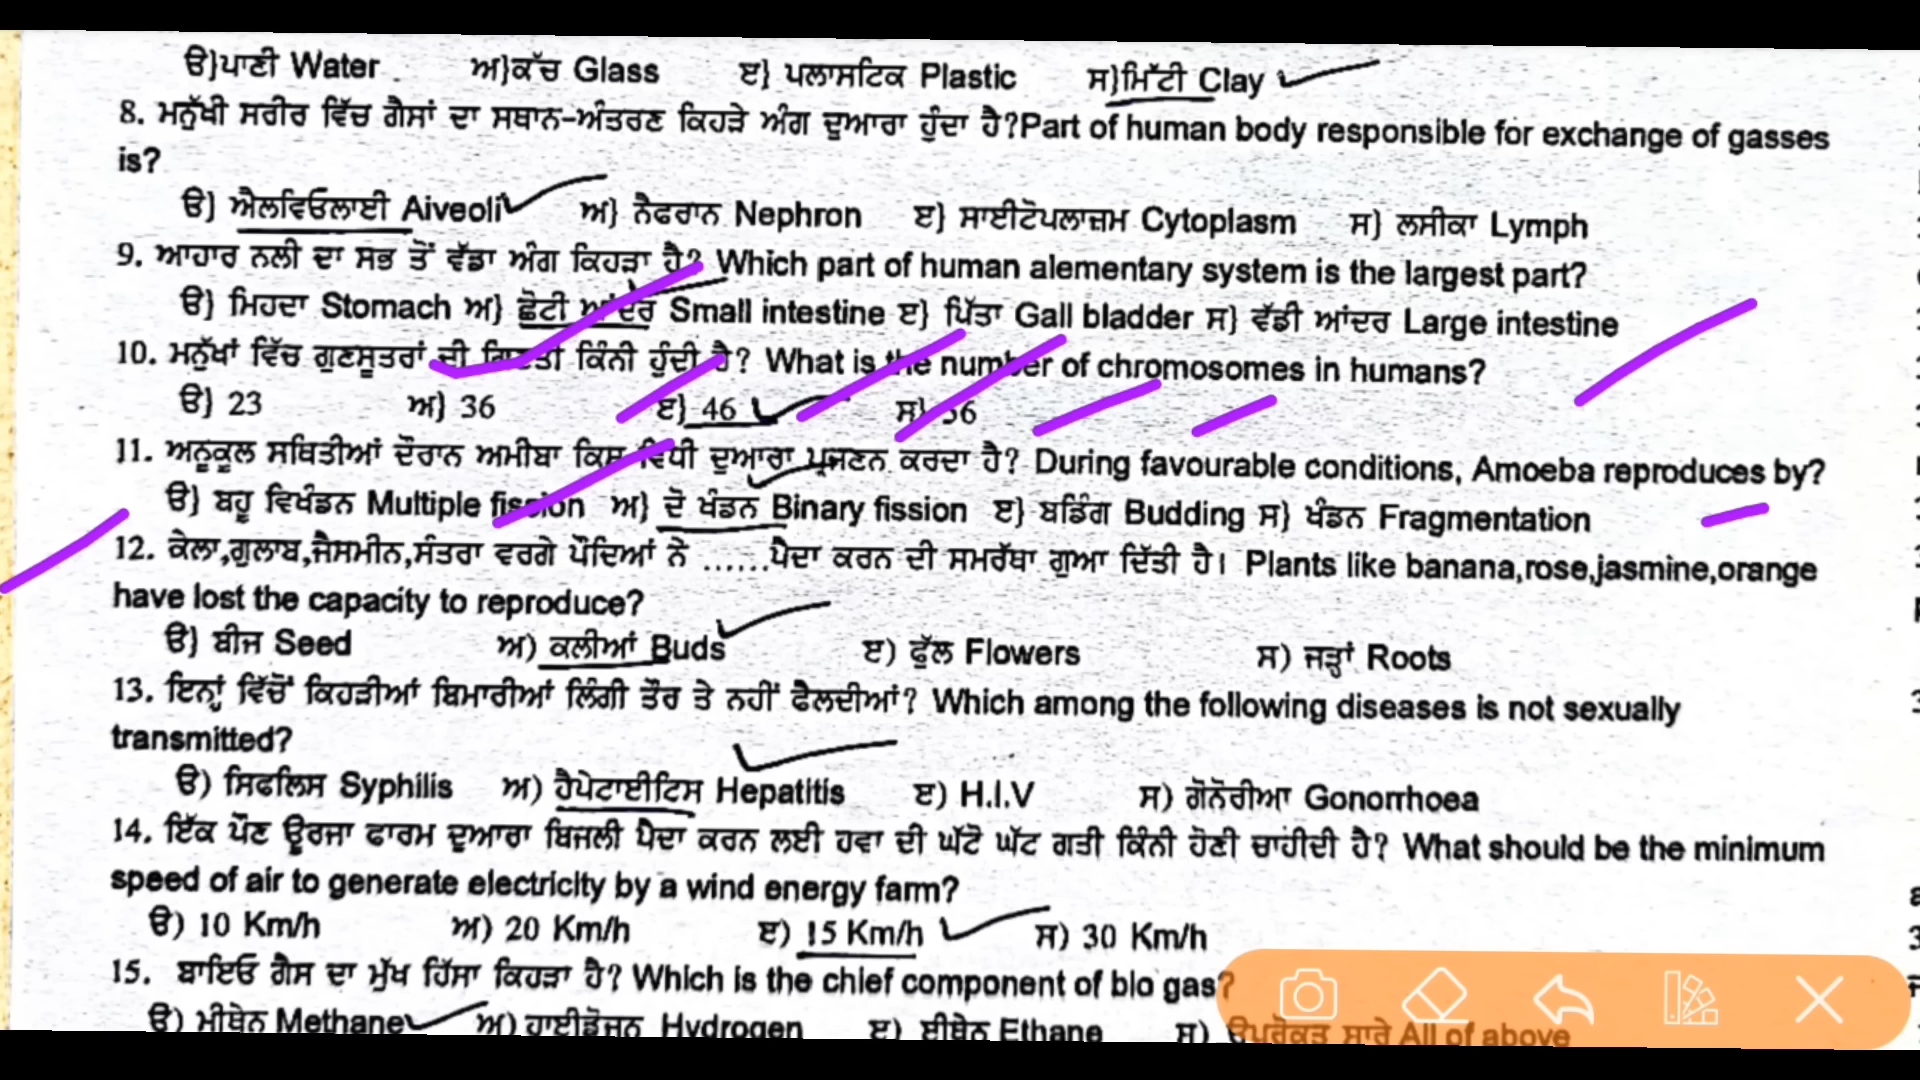 ੳ}ਪਾਣੀ Water ਅ}ਕੱਚ Glass ੲ} ਪਲਾਸਟਿਕ Plastic ਸ}ਮਿੱਟੀ Clay
8. ਮਨੁੱਖੀ ਸਰੀਰ ਵਿੱਚ ਗੈਸਾਂ ਦਾ ਸਥਾਨ-ਅੰਤਰਣ ਕਿਹੜੇ ਅੰਗ ਦੁਆਰਾ ਹੁੰਦਾ ਹੈ?Part of human body responsible for exchange of gasses
is?
ੳ} ਐਲਵਿਓਲਾਈ Aiveoli ਅ} ਨੈਫਰਾਨ Nephron ੲ} ਸਾਈਟੋਪਲਾਜ਼ਮ Cytoplasm ਸ} ਲਸੀਕਾ Lymph
9. ਆਹਾਰ ਨਲੀ ਦਾ ਸਭ ਤੋਂ ਵੱਡਾ ਅੰਗ ਕਿਹੜਾ ਹੈ? Which part of human alementary system is the largest part?
ੳ} ਮਿਹਦਾ Stomach ਅ} ਛੋਟੀ ਆਂਦਰ Small intestine ੲ} ਪਿੱਤਾ Gall bladder ਸ} ਵੱਡੀ ਆਂਦਰ Large intestine
10. ਮਨੁੱਖਾਂ ਵਿੱਚ ਗੁਣਸੂਤਰਾਂ ਦੀ ਗਿਣਤੀ ਕਿੰਨੀ ਹੁੰਦੀ ਹੈ? What is the number of chromosomes in humans?
ੳ} 23 ਅ} 36 ੲ} 46 ਸ} 56
11. ਅਨੂਕੂਲ ਸਥਿਤੀਆਂ ਦੌਰਾਨ ਅਮੀਬਾ ਕਿਸ ਵਿਧੀ ਦੁਆਰਾ ਪ੍ਰਜਣਨ ਕਰਦਾ ਹੈ? During favourable conditions, Amoeba reproduces by?
ੳ} ਬਹੂ ਵਿਖੰਡਨ Multiple fission ਅ} ਦੋ ਖੰਡਨ Binary fission ੲ} ਬਡਿੰਗ Budding ਸ} ਖੰਡਨ Fragmentation
12. ਕੇਲਾ,ਗੁਲਾਬ,ਜੈਸਮੀਨ,ਸੰਤਰਾ ਵਰਗੇ ਪੌਦਿਆਂ ਨੇ ......ਪੈਦਾ ਕਰਨ ਦੀ ਸਮਰੱਥਾ ਗੁਆ ਦਿੱਤੀ ਹੈ। Plants like banana,rose,jasmine,orange
have lost the capacity to reproduce?
ੳ} ਬੀਜ Seed ਅ) ਕਲੀਆਂ Buds ੲ) ਫੁੱਲ Flowers ਸ) ਜੜ੍ਹਾਂ Roots
13. ਇਨ੍ਹਾਂ ਵਿੱਚੋਂ ਕਿਹੜੀਆਂ ਬਿਮਾਰੀਆਂ ਲਿੰਗੀ ਤੌਰ ਤੇ ਨਹੀਂ ਫੈਲਦੀਆਂ? Which among the following diseases is not sexually
transmitted?
ੳ) ਸਿਫਲਿਸ Syphilis ਅ) ਹੈਪੇਟਾਈਟਿਸ Hepatitis ੲ) H.I.V ਸ) ਗੋਨੋਰੀਆ Gonorrhoea
14. ਇੱਕ ਪੌਣ ਊਰਜਾ ਫਾਰਮ ਦੁਆਰਾ ਬਿਜਲੀ ਪੈਦਾ ਕਰਨ ਲਈ ਹਵਾ ਦੀ ਘੱਟੋ ਘੱਟ ਗਤੀ ਕਿੰਨੀ ਹੋਣੀ ਚਾਹੀਦੀ ਹੈ? What should be the minimum
speed of air to generate electricity by a wind energy farm?
ੳ) 10 Km/h ਅ) 20 Km/h ੲ) 15 Km/h ਸ) 30 Km/h
15. ਬਾਇਓ ਗੈਸ ਦਾ ਮੁੱਖ ਹਿੱਸਾ ਕਿਹੜਾ ਹੈ? Which is the chief component of bio gas?
ੳ) ਮੀਥੇਨ Methane ਅ) ਹਾਈਡੋਜਨ Hydrogen ੲ) ਈਥੇਨ Ethane ਸ) ਉਪਰੋਕਤ ਸਾਰੇ All of above